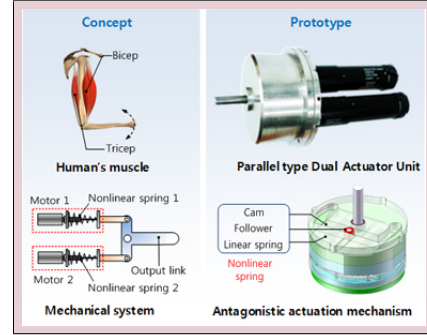 Concept
Bicep
Tricep
Human's muscle
Motor 1
Nonlinear spring 1
Motor 2
Nonlinear spring 2
Output link
Mechanical system
Prototype
Parallel type Dual Actuator Unit
Cam
Follower
Linear spring
Nonlinear
spring
Antagonistic actuation mechanism